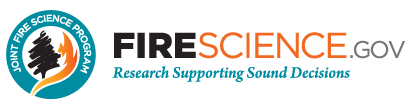 JOINT FIRE SCIENCE PROGRAM
FIRESCIENCE.GOV
Research Supporting Sound Decisions